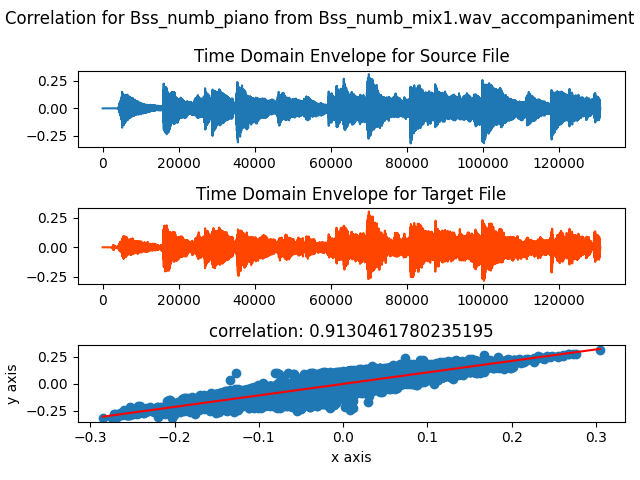 Correlation for Bss_numb_piano from Bss_numb_mix1.wav_accompaniment
Time Domain Envelope for Source File
0.25
0.00
−0.25
0 20000 40000 60000 80000 100000 120000
Time Domain Envelope for Target File
0.25
0.00
−0.25
0 20000 40000 60000 80000 100000 120000
correlation: 0.9130461780235195
y axis
0.25
0.00
−0.25
−0.3 −0.2 −0.1 0.0 0.1 0.2 0.3
x axis